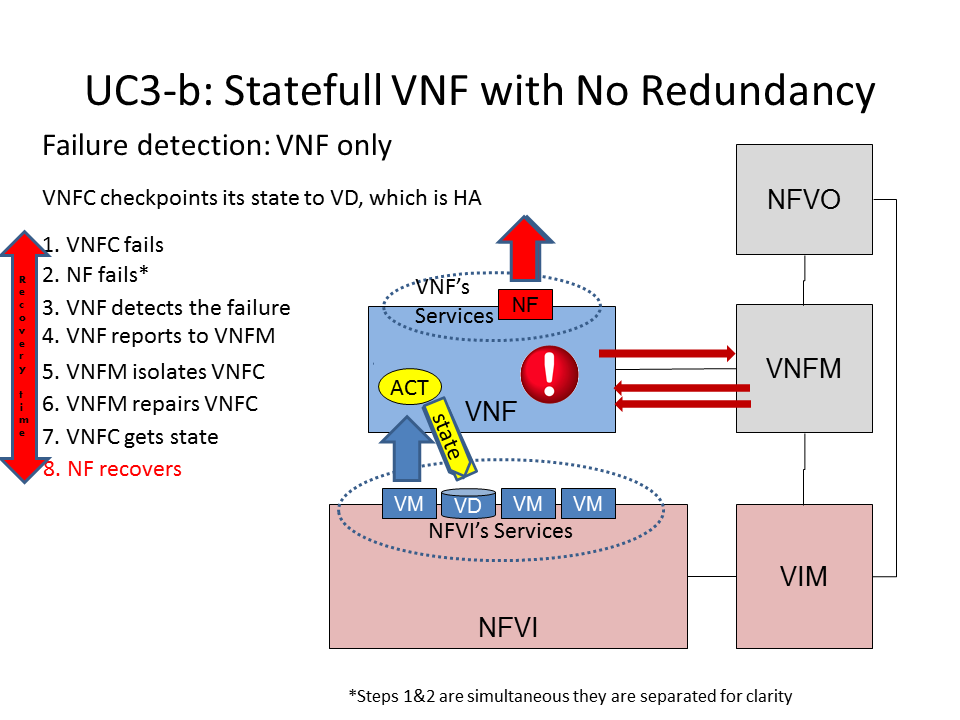 UC3-b: Statefull VNF with No Redundancy
Failure detection: VNF only
VNFC checkpoints its state to VD, which is HA
1. VNFC fails
2. NF fails*
3. VNF detects the failure
4. VNF reports to VNFM
5. VNFM isolates VNFC
6. VNFM repairs VNFC
7. VNFC gets state
8. NF recovers
Recovery time
NFVO
VNF's
Services
NF
VNFM
ACT
VNF
state
VM
VD
VM
VM
NFVI's Services
NFVI
VIM
*Steps 1&2 are simultaneous they are separated for clarity